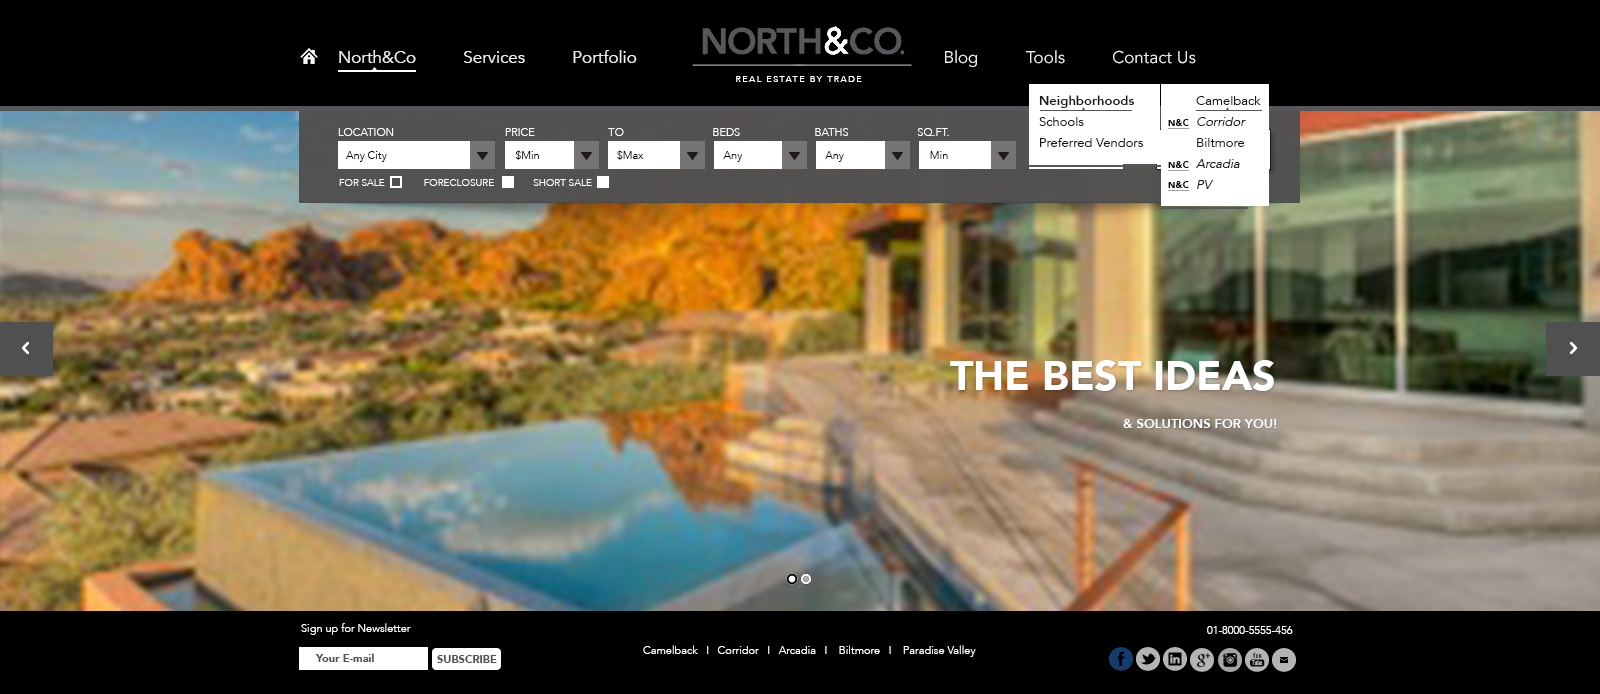 North&Co
Services
Portfolio
NORTH&CO.
REAL ESTATE BY TRADE
Blog
Tools
Contact Us
Neighborhoods
Schools
Preferred Vendors
Camelback
N&C Corridor
Biltmore
N&C Arcadia
N&C PV
LOCATION PRICE TO BEDS BATHS SQ.FT.
Any City $Min $Max Any Any Min
FOR SALE FORECLOSURE SHORT SALE
THE BEST IDEAS
& SOLUTIONS FOR YOU!
Sign up for Newsletter
Your E-mail SUBSCRIBE
Camelback I Corridor I Arcadia I Biltmore I Paradise Valley
01-8000-5555-456
f in g+ You Tube